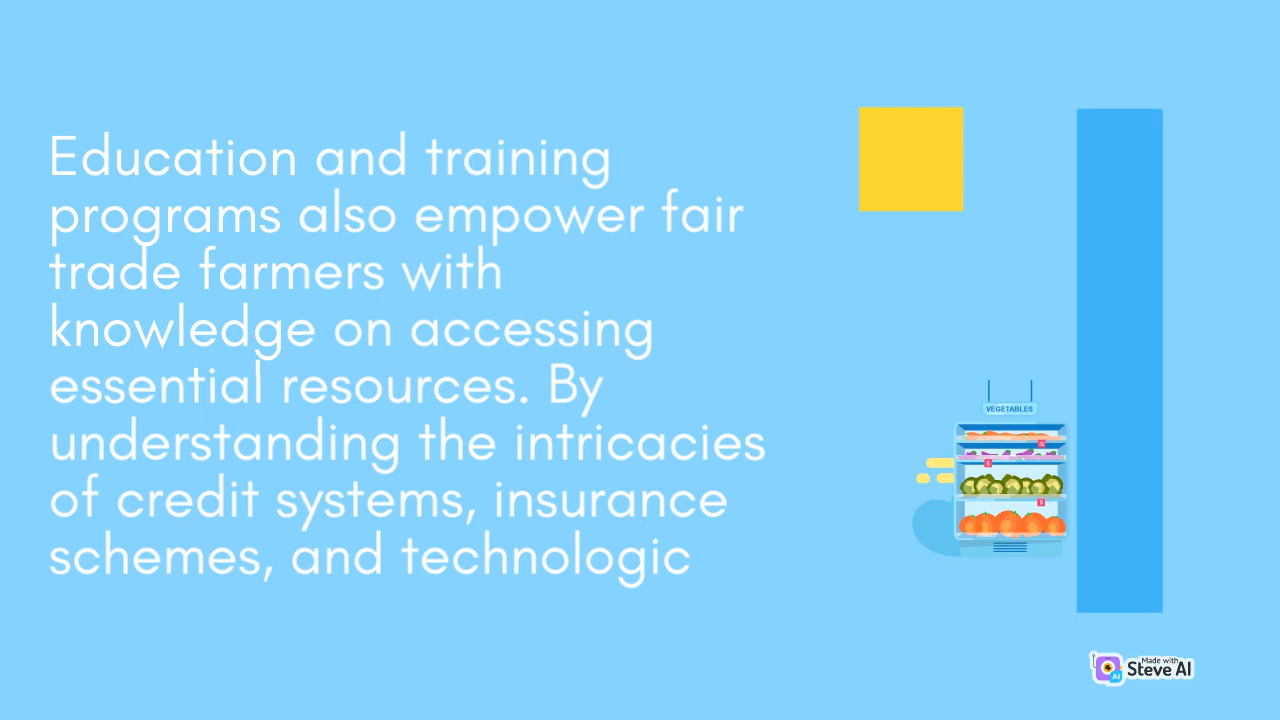 Education and training
programs also empower fair
trade farmers with
knowledge on accessing
essential resources. By
understanding the intricacies
of credit systems, insurance
schemes, and technologic
VEGETABLES
Made with
Steve AI
AI